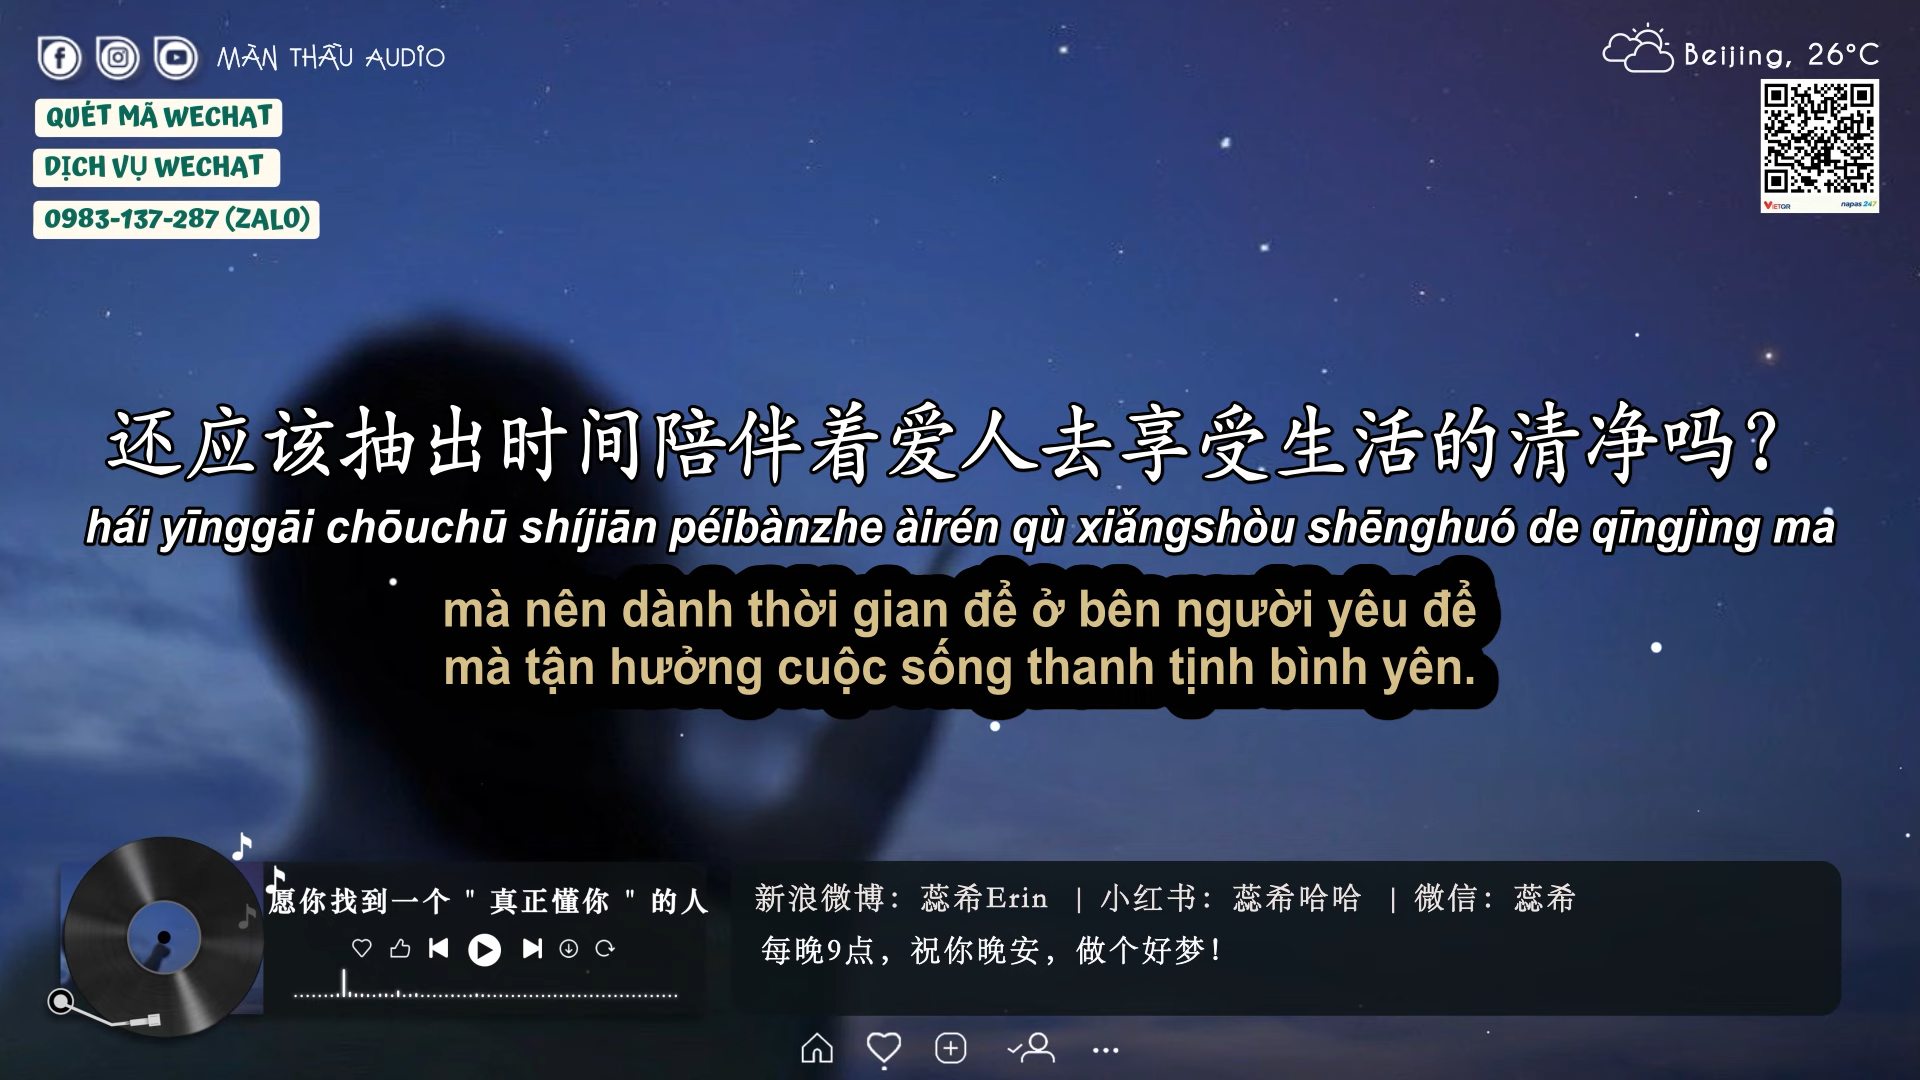 MÀN THẦU AUDIO
QUÉT MÃ WECHAT
DỊCH VỤ WECHAT
0983-137-287 (ZALO)
Beijing, 26°C
VIETQR napas 247
还应该抽出时间陪伴着爱人去享受生活的清净吗？
hái yīnggāi chōuchū shíjiān péibànzhe àirén qù xiǎngshòu shēnghuó de qīngjìng ma
mà nên dành thời gian để ở bên người yêu để
mà tận hưởng cuộc sống thanh tịnh bình yên.
愿你找到一个 " 真正懂你 " 的人
新浪微博：蕊希Erin | 小红书：蕊希哈哈 | 微信：蕊希
每晚9点，祝你晚安，做个好梦！